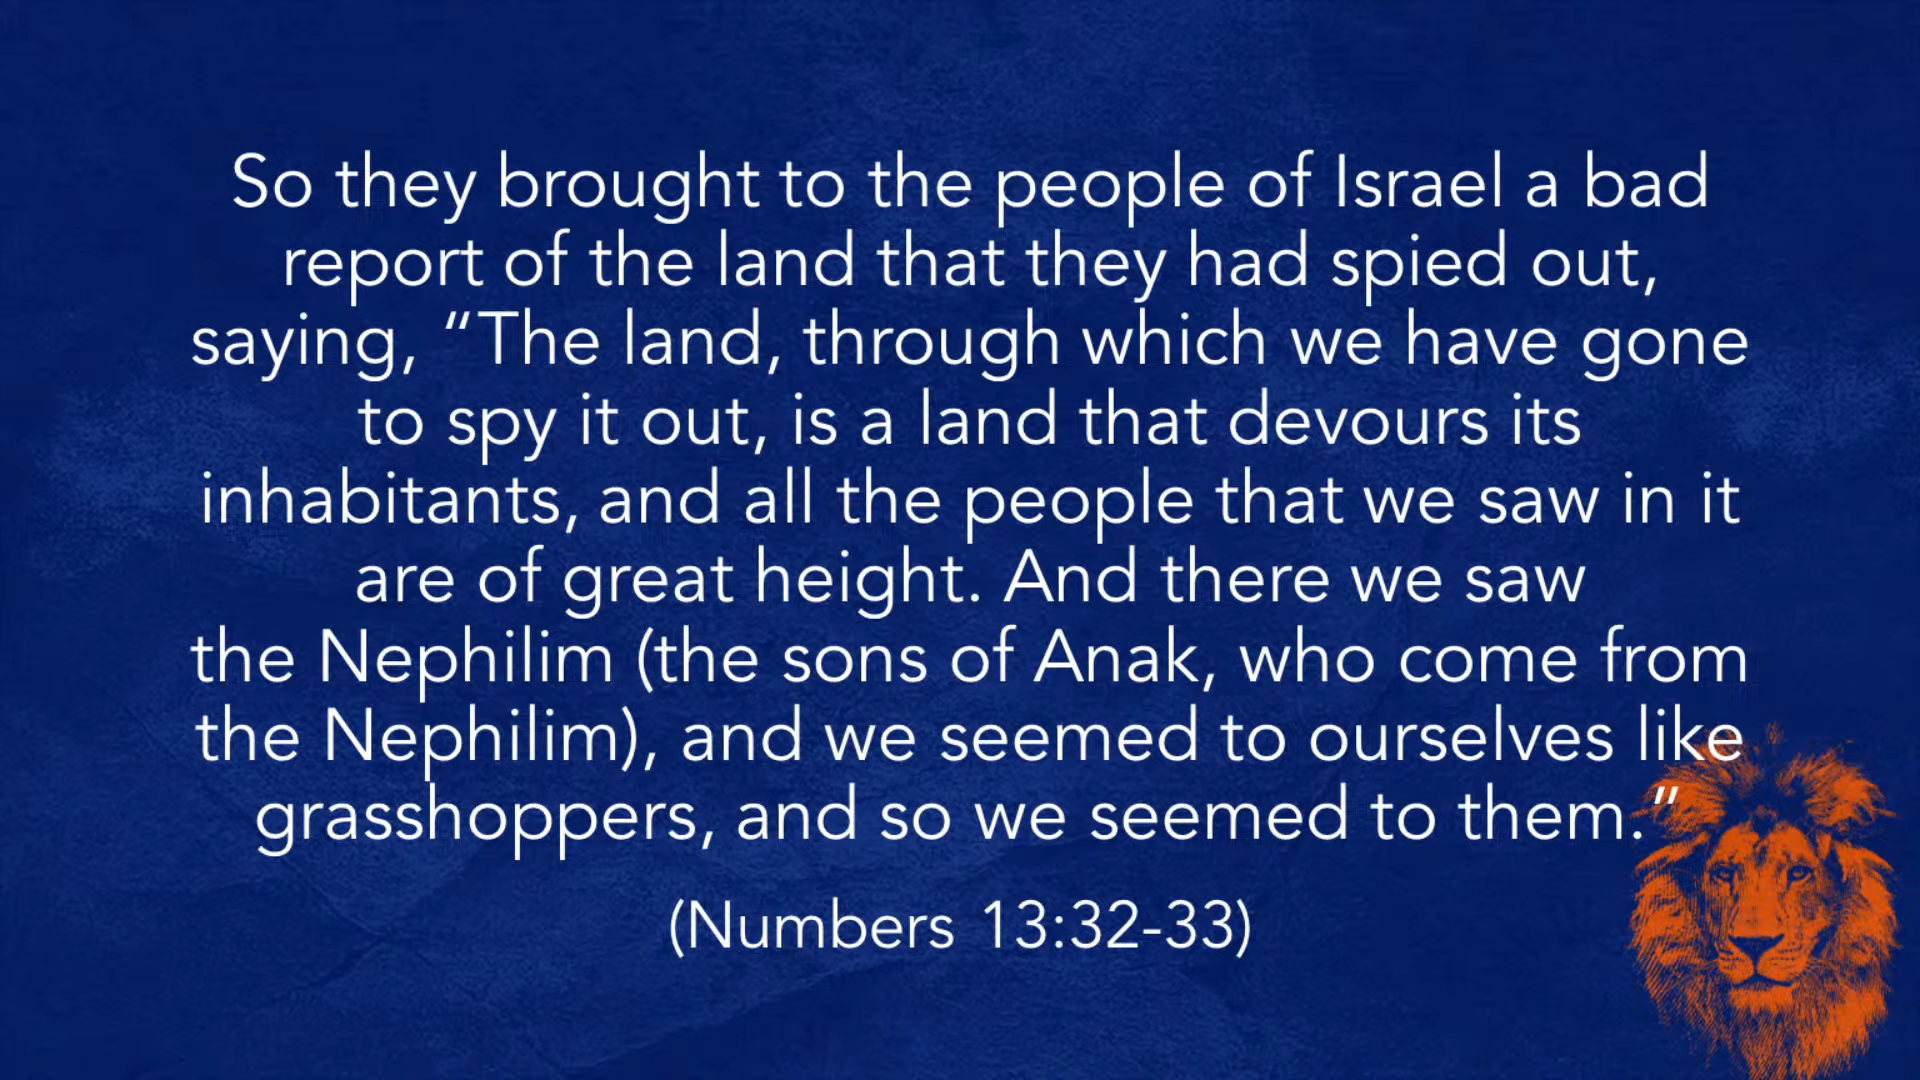 So they brought to the people of Israel a bad
report of the land that they had spied out,
saying, “The land, through which we have gone
to spy it out, is a land that devours its
inhabitants, and all the people that we saw in it
are of great height. And there we saw
the Nephilim (the sons of Anak, who come from
the Nephilim), and we seemed to ourselves like
grasshoppers, and so we seemed to them.”
(Numbers 13:32-33)